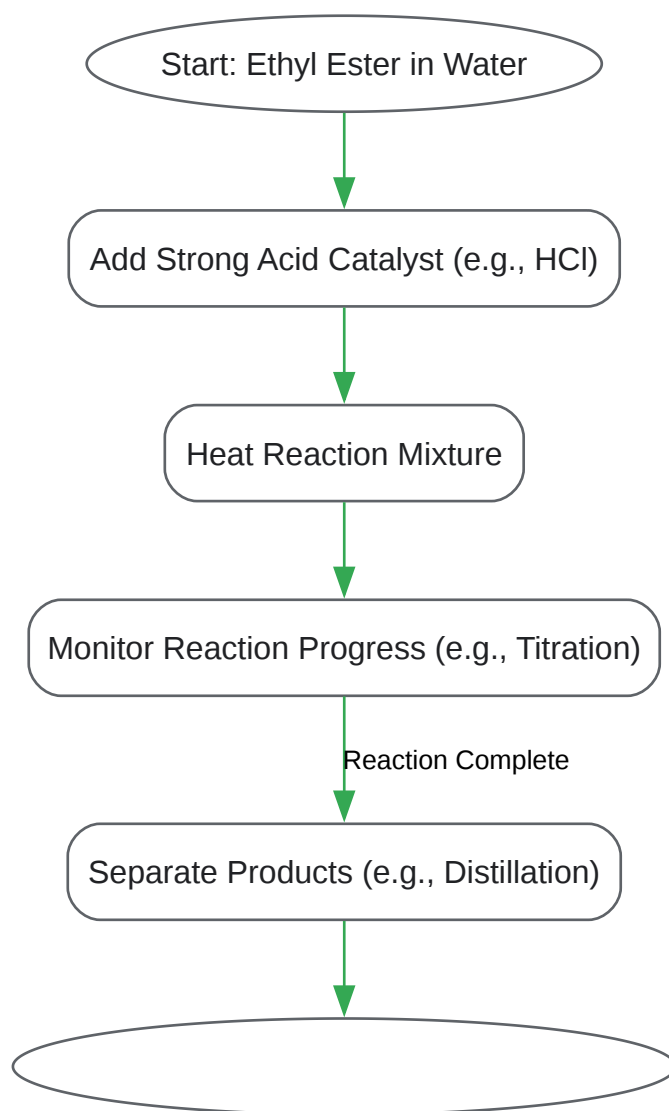 Start: Ethyl Ester in Water
Add Strong Acid Catalyst (e.g., HCl)
Heat Reaction Mixture
Monitor Reaction Progress (e.g., Titration)
Reaction Complete
Separate Products (e.g., Distillation)